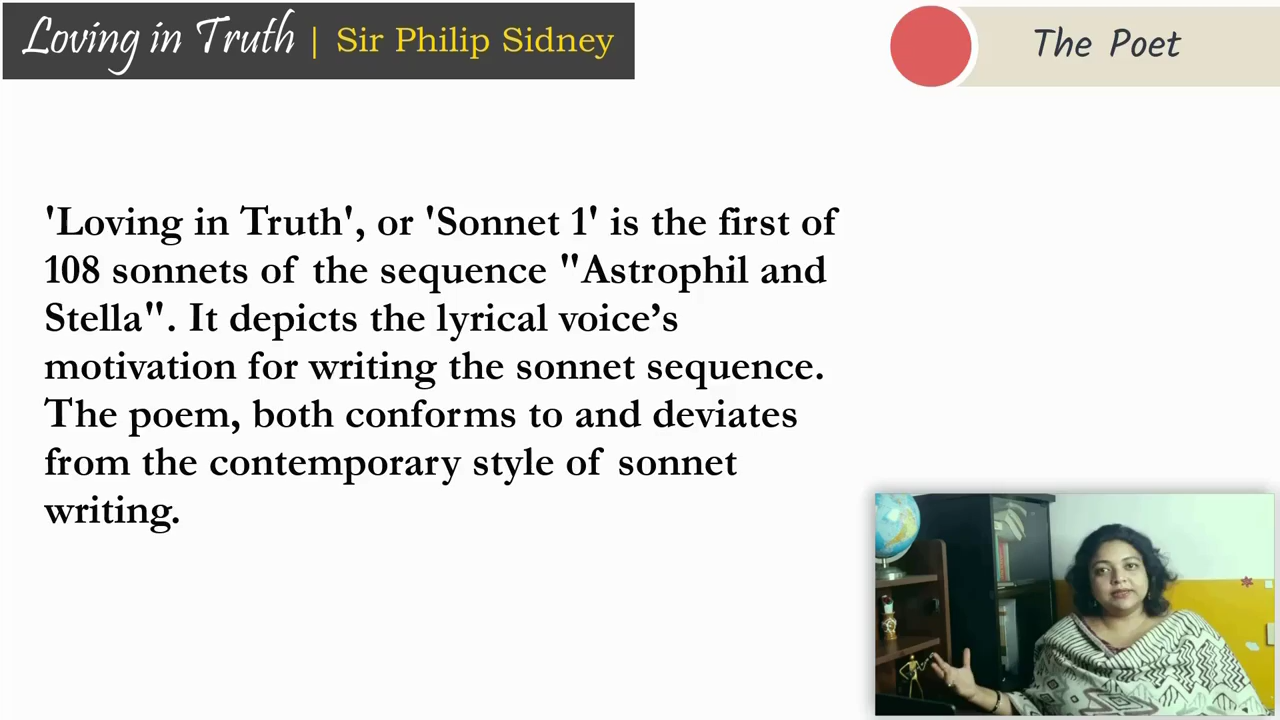 Loving in Truth | Sir Philip Sidney
The Poet
'Loving in Truth', or 'Sonnet 1' is the first of
108 sonnets of the sequence "Astrophil and
Stella". It depicts the lyrical voice’s
motivation for writing the sonnet sequence.
The poem, both conforms to and deviates
from the contemporary style of sonnet
writing.